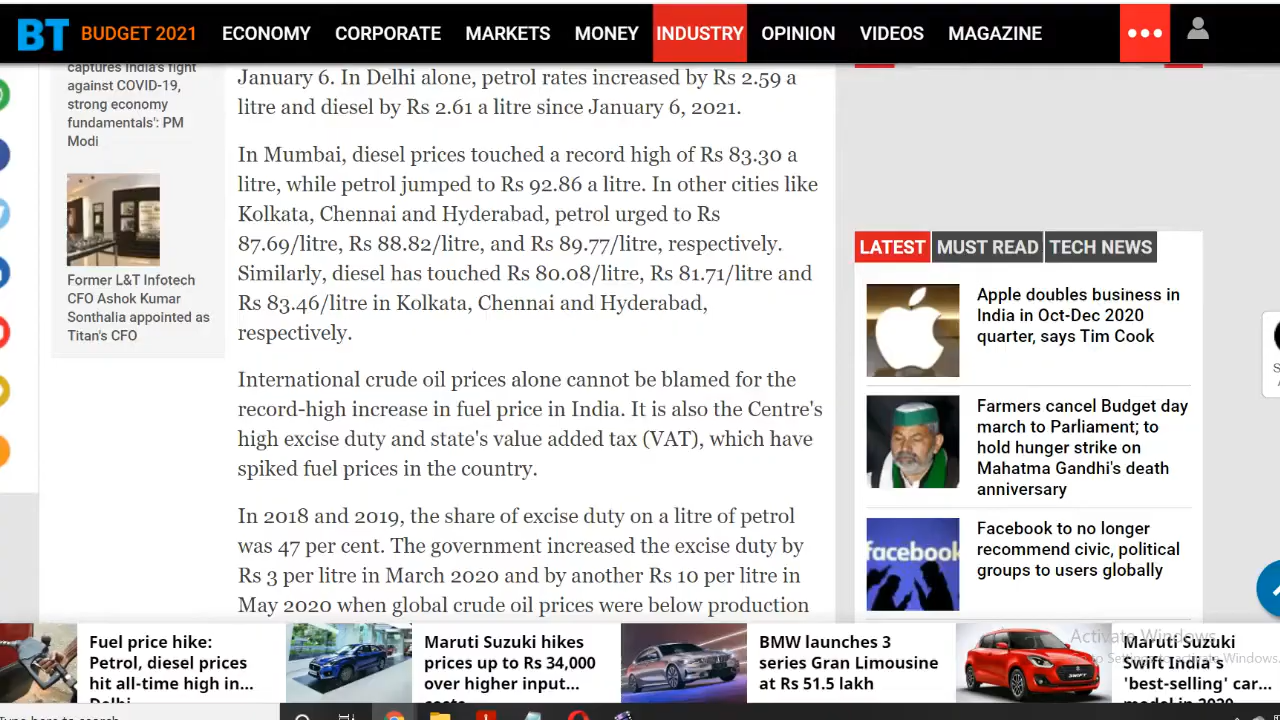 BT
BUDGET 2021 ECONOMY CORPORATE MARKETS MONEY INDUSTRY OPINION VIDEOS MAGAZINE
captures India's fight
against COVID-19,
strong economy
fundamentals': PM
Modi
Former L&T Infotech
CFO Ashok Kumar
Sonthalia appointed as
Titan's CFO
January 6. In Delhi alone, petrol rates increased by Rs 2.59 a
litre and diesel by Rs 2.61 a litre since January 6, 2021.
In Mumbai, diesel prices touched a record high of Rs 83.30 a
litre, while petrol jumped to Rs 92.86 a litre. In other cities like
Kolkata, Chennai and Hyderabad, petrol urged to Rs
87.69/litre, Rs 88.82/litre, and Rs 89.77/litre, respectively.
Similarly, diesel has touched Rs 80.08/litre, Rs 81.71/litre and
Rs 83.46/litre in Kolkata, Chennai and Hyderabad,
respectively.
International crude oil prices alone cannot be blamed for the
record-high increase in fuel price in India. It is also the Centre's
high excise duty and state's value added tax (VAT), which have
spiked fuel prices in the country.
In 2018 and 2019, the share of excise duty on a litre of petrol
was 47 per cent. The government increased the excise duty by
Rs 3 per litre in March 2020 and by another Rs 10 per litre in
May 2020 when global crude oil prices were below production
LATEST MUST READ TECH NEWS
Apple doubles business in
India in Oct-Dec 2020
quarter, says Tim Cook
Farmers cancel Budget day
march to Parliament; to
hold hunger strike on
Mahatma Gandhi's death
anniversary
facebook
Facebook to no longer
recommend civic, political
groups to users globally
Fuel price hike:
Petrol, diesel prices
hit all-time high in...
Delhi
Maruti Suzuki hikes
prices up to Rs 34,000
over higher input...
costs
BMW launches 3
series Gran Limousine
at Rs 51.5 lakh
SWIFT
Maruti Suzuki
Swift India's
'best-selling' car...
model in 2020
Activate Windows
to activate Windows.